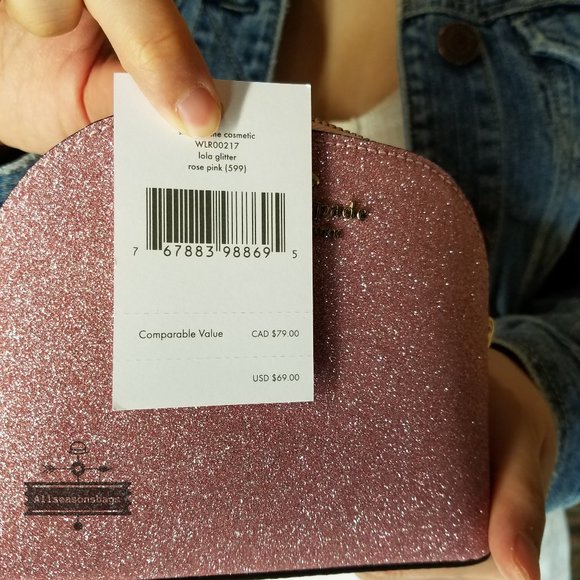 cosmetic
WLR00217
lola glitter
rose pink (599)
7 67883 98869 5
Comparable Value CAD $79.00
USD $69.00
Allseasonsbags